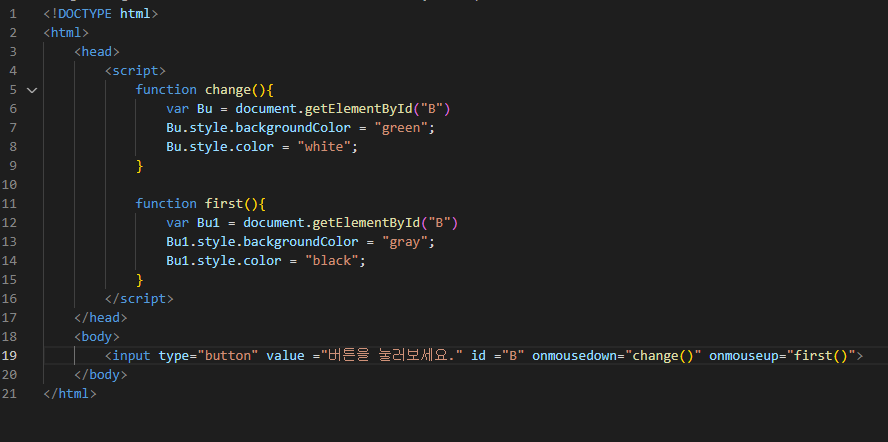 1 <!DOCTYPE html>
2 <html>
3 <head>
4 <script>
5 function change(){
6 var Bu = document.getElementById("B")
7 Bu.style.backgroundColor = "green";
8 Bu.style.color = "white";
9 }
10
11 function first(){
12 var Bu1 = document.getElementById("B")
13 Bu1.style.backgroundColor = "gray";
14 Bu1.style.color = "black";
15 }
16 </script>
17 </head>
18 <body>
19 <input type="button" value ="버튼을 눌러보세요." id ="B" onmousedown="change()" onmouseup="first()">
20 </body>
21 </html>